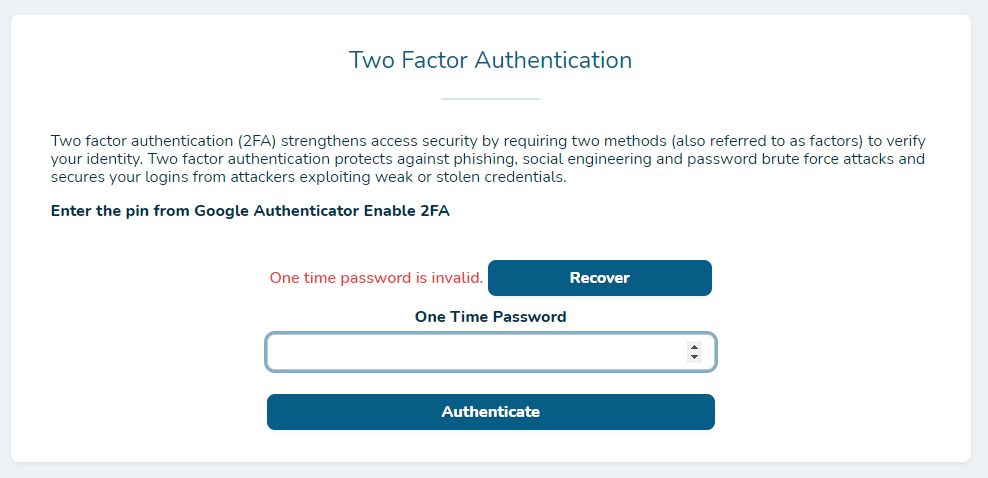 Two Factor Authentication
Two factor authentication (2FA) strengthens access security by requiring two methods (also referred to as factors) to verify
your identity. Two factor authentication protects against phishing, social engineering and password brute force attacks and
secures your logins from attackers exploiting weak or stolen credentials.
Enter the pin from Google Authenticator Enable 2FA
One time password is invalid. Recover
One Time Password
Authenticate